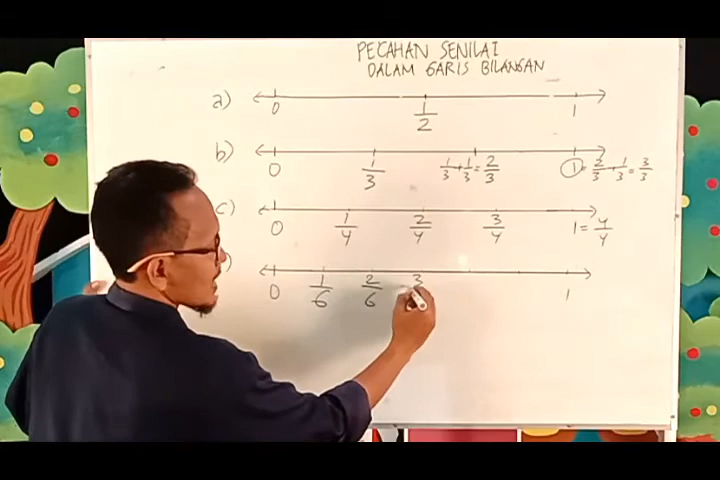 PECAHAN SENILAI
DALAM GARIS BILANGAN
a) 0 1/2 1
b) 0 1/3 1/3+1/3=2/3 1=2/3+1/3=3/3
c) 0 1/4 2/4 3/4 1=4/4
) 0 1/6 2/6 3 1